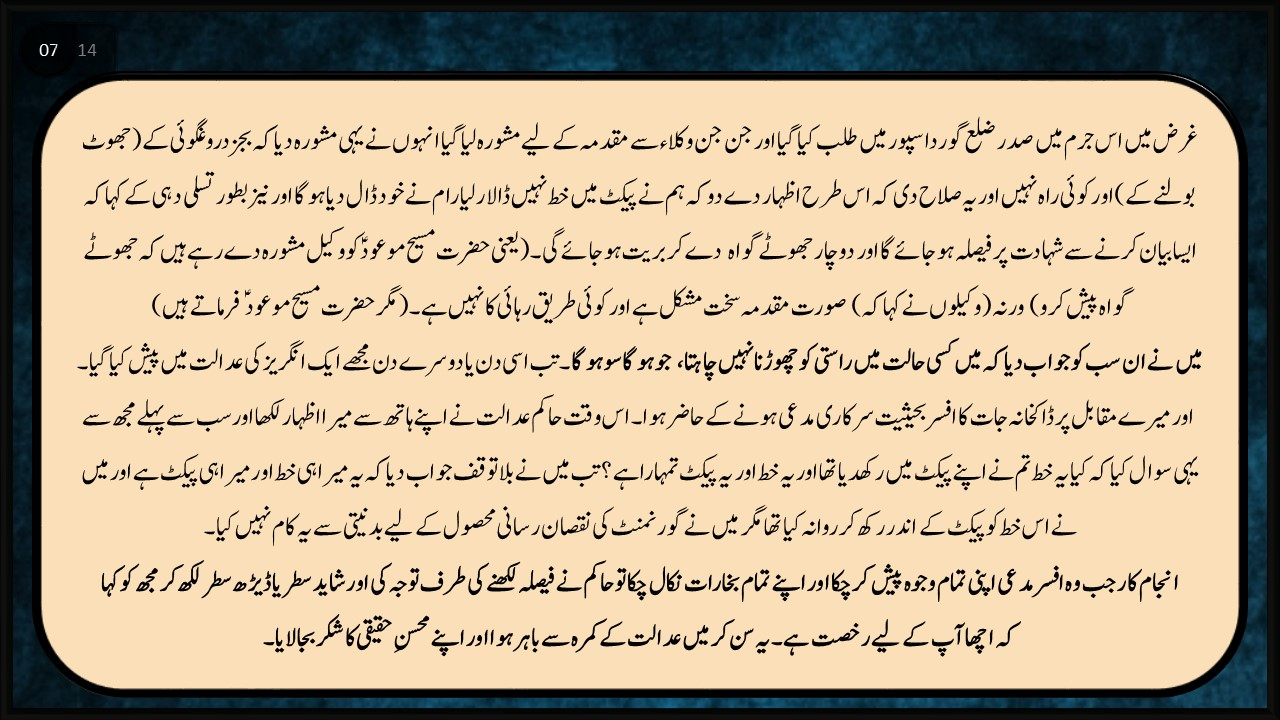 07 14
غرض میں اس جرم میں صدر ضلع گورداسپور میں طلب کیا گیا اور جن جن وکلاء سے مقدمہ کے لیے مشورہ لیا گیا انہوں نے یہی مشورہ دیا کہ بجز دروغگوئی کے (جھوٹ
بولنے کے) اور کوئی راہ نہیں اور یہ صلاح دی کہ اس طرح اظہار دے دو کہ ہم نے پیکٹ میں خط نہیں ڈالا رلیا رام نے خود ڈال دیا ہو گا اور نیز بطور تسلی دہی کے کہا کہ
ایسا بیان کرنے سے شہادت پر فیصلہ ہو جائے گا اور دو چار جھوٹے گواہ دے کر بریت ہو جائے گی۔ (یعنی حضرت مسیح موعودؑ کو وکیل مشورہ دے رہے ہیں کہ جھوٹے
گواہ پیش کرو) ورنہ (وکیلوں نے کہا کہ) صورت مقدمہ سخت مشکل ہے اور کوئی طریق رہائی کا نہیں ہے۔ (مگر حضرت مسیح موعودؑ فرماتے ہیں)
میں نے ان سب کو جواب دیا کہ میں کسی حالت میں راستی کو چھوڑنا نہیں چاہتا، جو ہو گا سو ہو گا۔ تب اسی دن یا دوسرے دن مجھے ایک انگریز کی عدالت میں پیش کیا گیا۔
اور میرے مقابل پر ڈاکخانہ جات کا افسر بحیثیت سرکاری مدعی ہونے کے حاضر ہوا۔ اس وقت حاکم عدالت نے اپنے ہاتھ سے میرا اظہار لکھا اور سب سے پہلے مجھ سے
یہی سوال کیا کہ کیا یہ خط تم نے اپنے پیکٹ میں رکھ دیا تھا اور یہ خط اور یہ پیکٹ تمہارا ہے؟ تب میں نے بلا توقف جواب دیا کہ یہ میرا ہی خط اور میرا ہی پیکٹ ہے اور میں
نے اس خط کو پیکٹ کے اندر رکھ کر روانہ کیا تھا مگر میں نے گورنمنٹ کی نقصان رسانی محصول کے لیے بدنیتی سے یہ کام نہیں کیا۔
انجام کار جب وہ افسر مدعی اپنی تمام وجوہ پیش کر چکا اور اپنے تمام بخارات نکال چکا تو حاکم نے فیصلہ لکھنے کی طرف توجہ کی اور شاید سطر یا ڈیڑھ سطر لکھ کر مجھ کو کہا
کہ اچھا آپ کے لیے رخصت ہے۔ یہ سن کر میں عدالت کے کمرہ سے باہر ہوا اور اپنے محسنِ حقیقی کا شکر بجا لایا۔